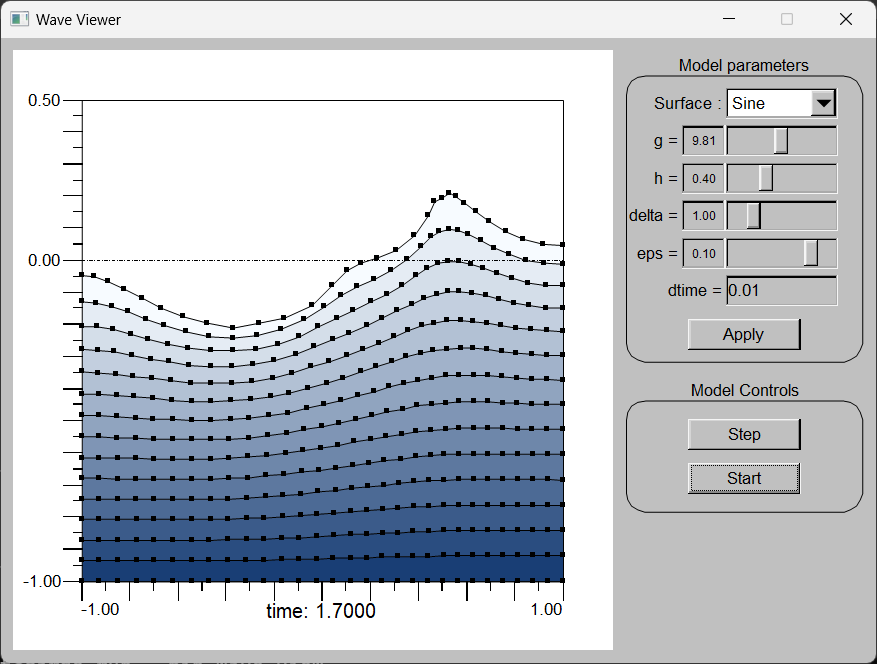 Wave Viewer
Model parameters
Surface : Sine
g = 9.81
h = 0.40
delta = 1.00
eps = 0.10
dtime = 0.01
Apply
Model Controls
Step
Start
0.50
0.00
-1.00
-1.00 1.00
time: 1.7000